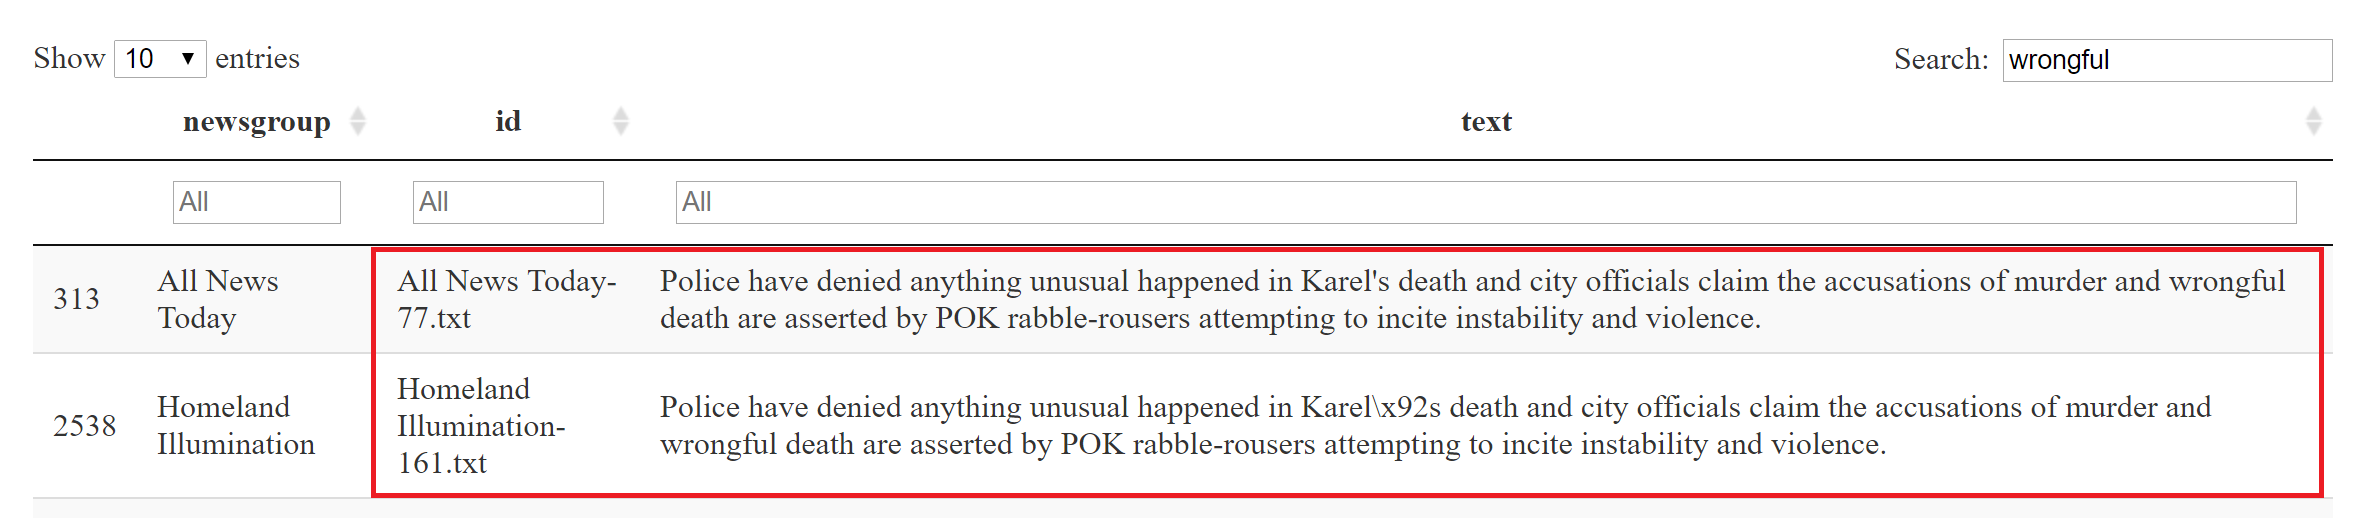 Show 10 entries
Search: wrongful
newsgroup id text
All All All
313
All News
Today
All News Today-
77.txt
Police have denied anything unusual happened in Karel's death and city officials claim the accusations of murder and wrongful
death are asserted by POK rabble-rousers attempting to incite instability and violence.
2538
Homeland
Illumination
Homeland
Illumination-
161.txt
Police have denied anything unusual happened in Karel\x92s death and city officials claim the accusations of murder and
wrongful death are asserted by POK rabble-rousers attempting to incite instability and violence.